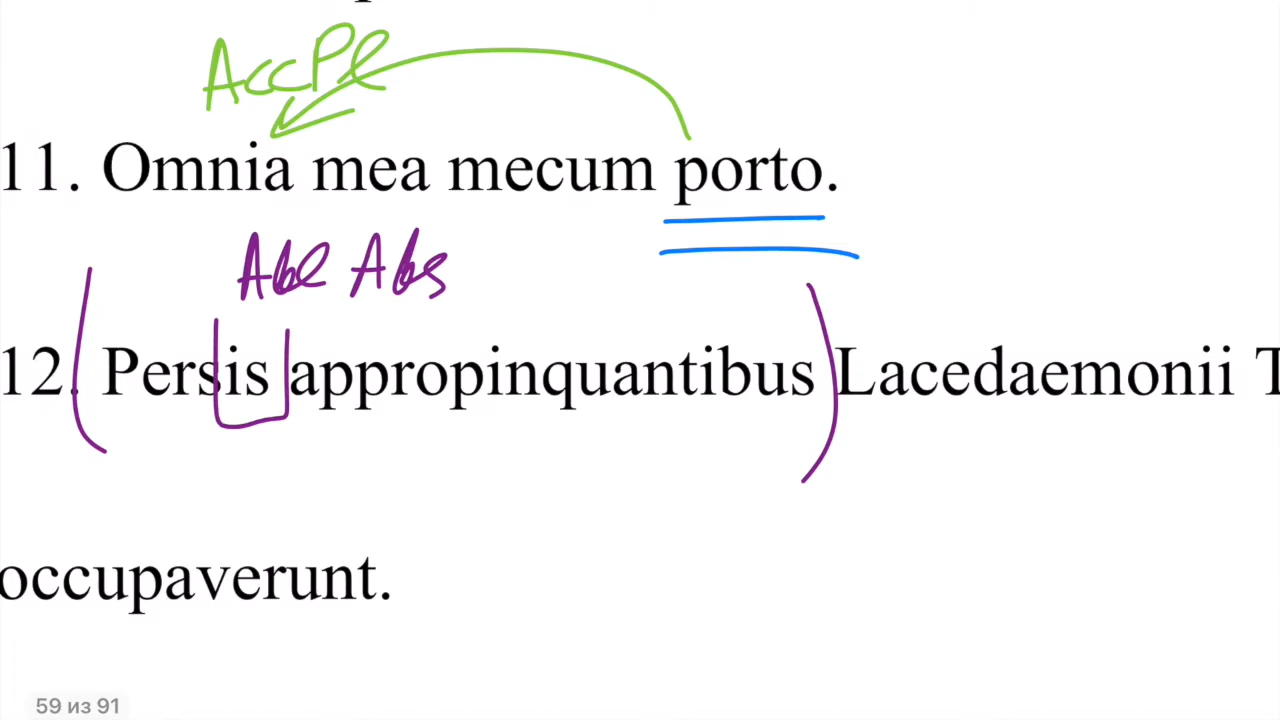 AccPl
11. Omnia mea mecum porto.
Abl Abs
12. Persis appropinquantibus Lacedaemonii T
occupaverunt.
59 из 91